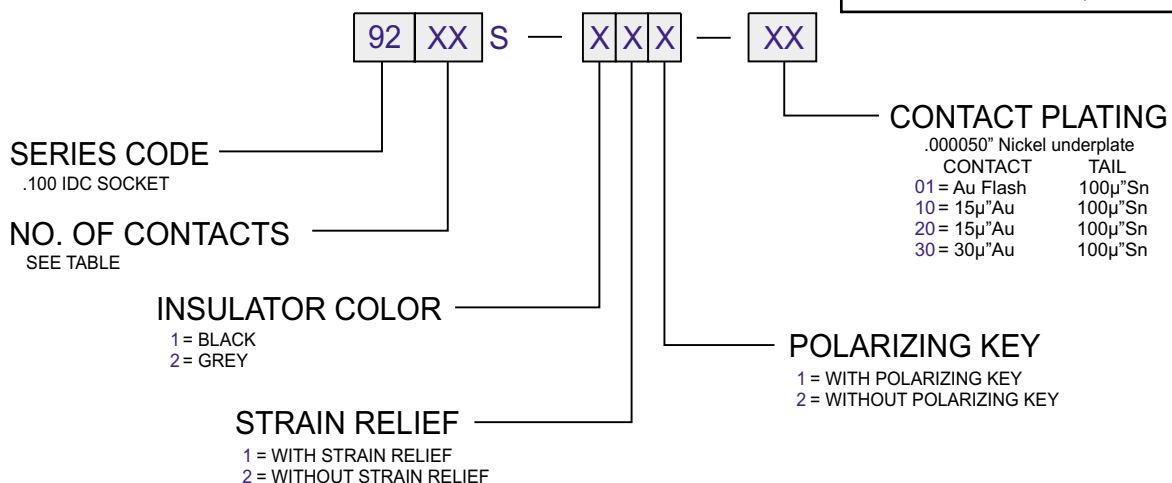 92 XX S — X X X — XX
CONTACT PLATING
.000050” Nickel underplate
CONTACT TAIL
01 = Au Flash 100µ”Sn
10 = 15µ”Au 100µ”Sn
20 = 15µ”Au 100µ”Sn
30 = 30µ”Au 100µ”Sn
SERIES CODE
.100 IDC SOCKET
NO. OF CONTACTS
SEE TABLE
INSULATOR COLOR
1 = BLACK
2 = GREY
POLARIZING KEY
1 = WITH POLARIZING KEY
2 = WITHOUT POLARIZING KEY
STRAIN RELIEF
1 = WITH STRAIN RELIEF
2 = WITHOUT STRAIN RELIEF